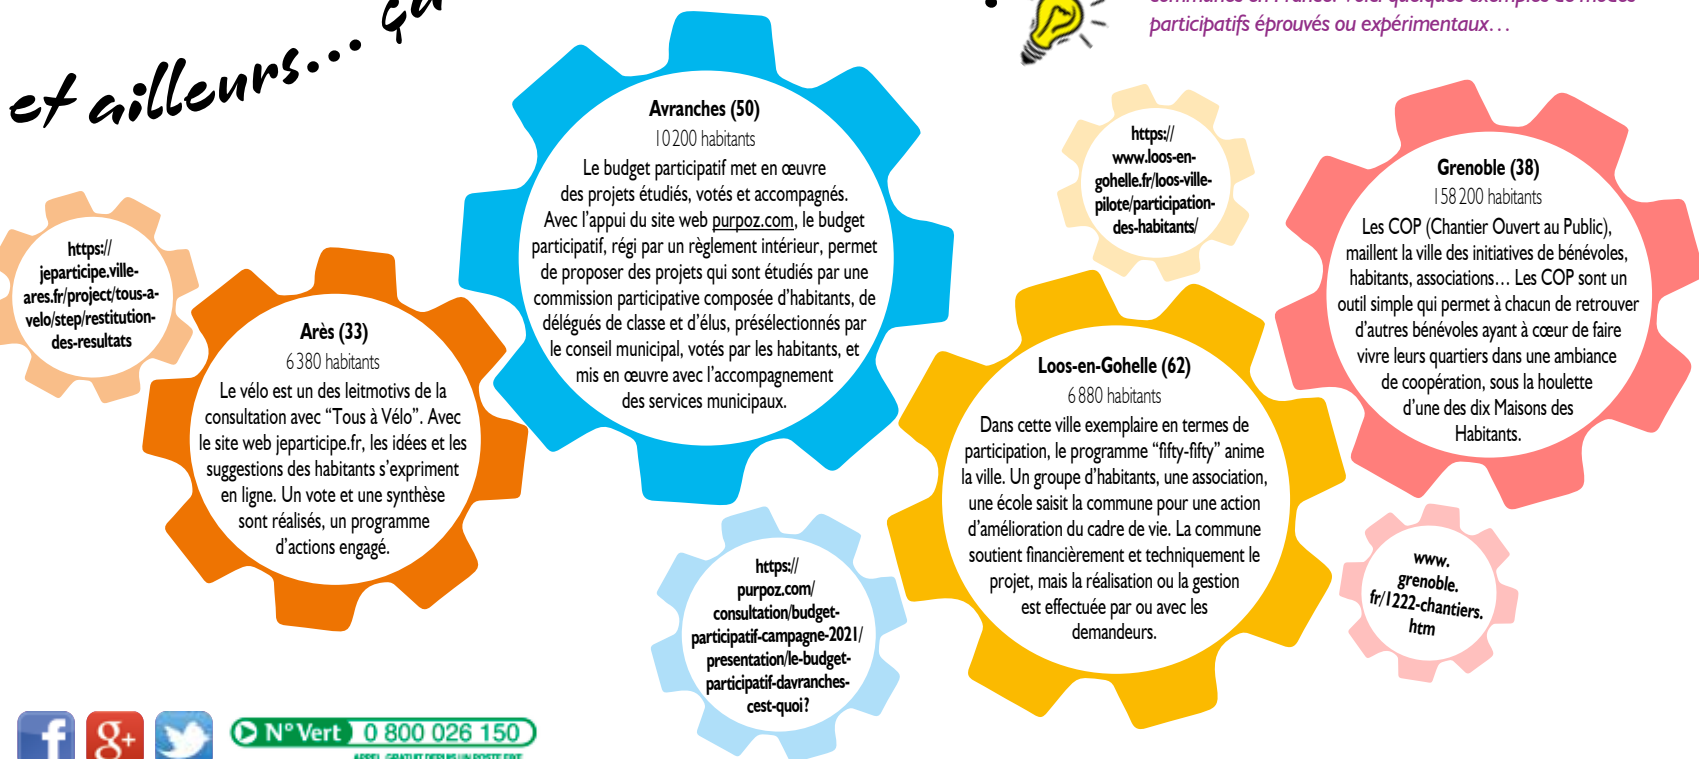 et ailleurs... ça
participatifs éprouvés ou expérimentaux…
https://
jeparticipe.ville-
ares.fr/project/tous-a-
velo/step/restitution-
des-resultats
Arès (33)
6 380 habitants
Le vélo est un des leitmotivs de la
consultation avec “Tous à Vélo”. Avec
le site web jeparticipe.fr, les idées et les
suggestions des habitants s’expriment
en ligne. Un vote et une synthèse
sont réalisés, un programme
d’actions engagé.
Avranches (50)
10 200 habitants
Le budget participatif met en œuvre
des projets étudiés, votés et accompagnés.
Avec l’appui du site web purpoz.com, le budget
participatif, régi par un règlement intérieur, permet
de proposer des projets qui sont étudiés par une
commission participative composée d’habitants, de
délégués de classe et d’élus, présélectionnés par
le conseil municipal, votés par les habitants, et
mis en œuvre avec l’accompagnement
des services municipaux.
https://
purpoz.com/
consultation/budget-
participatif-campagne-2021/
presentation/le-budget-
participatif-davranches-
cest-quoi?
https://
www.loos-en-
gohelle.fr/loos-ville-
pilote/participation-
des-habitants/
Loos-en-Gohelle (62)
6 880 habitants
Dans cette ville exemplaire en termes de
participation, le programme “fifty-fifty” anime
la ville. Un groupe d’habitants, une association,
une école saisit la commune pour une action
d’amélioration du cadre de vie. La commune
soutient financièrement et techniquement le
projet, mais la réalisation ou la gestion
est effectuée par ou avec les
demandeurs.
Grenoble (38)
158 200 habitants
Les COP (Chantier Ouvert au Public),
maillent la ville des initiatives de bénévoles,
habitants, associations… Les COP sont un
outil simple qui permet à chacun de retrouver
d’autres bénévoles ayant à cœur de faire
vivre leurs quartiers dans une ambiance
de coopération, sous la houlette
d’une des dix Maisons des
Habitants.
www.
grenoble.
fr/1222-chantiers.
htm
f g+
N° Vert 0 800 026 150
APPEL GRATUIT DEPUIS UN POSTE FIXE